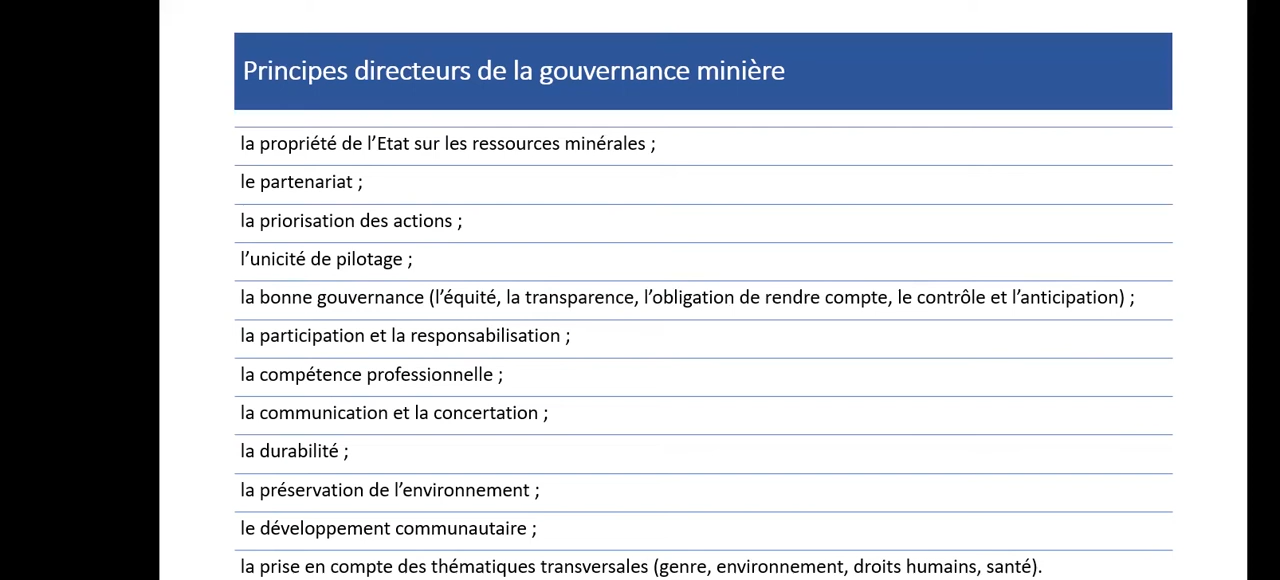 Principes directeurs de la gouvernance minière
la propriété de l’Etat sur les ressources minérales ;
le partenariat ;
la priorisation des actions ;
l’unicité de pilotage ;
la bonne gouvernance (l’équité, la transparence, l’obligation de rendre compte, le contrôle et l’anticipation) ;
la participation et la responsabilisation ;
la compétence professionnelle ;
la communication et la concertation ;
la durabilité ;
la préservation de l’environnement ;
le développement communautaire ;
la prise en compte des thématiques transversales (genre, environnement, droits humains, santé).